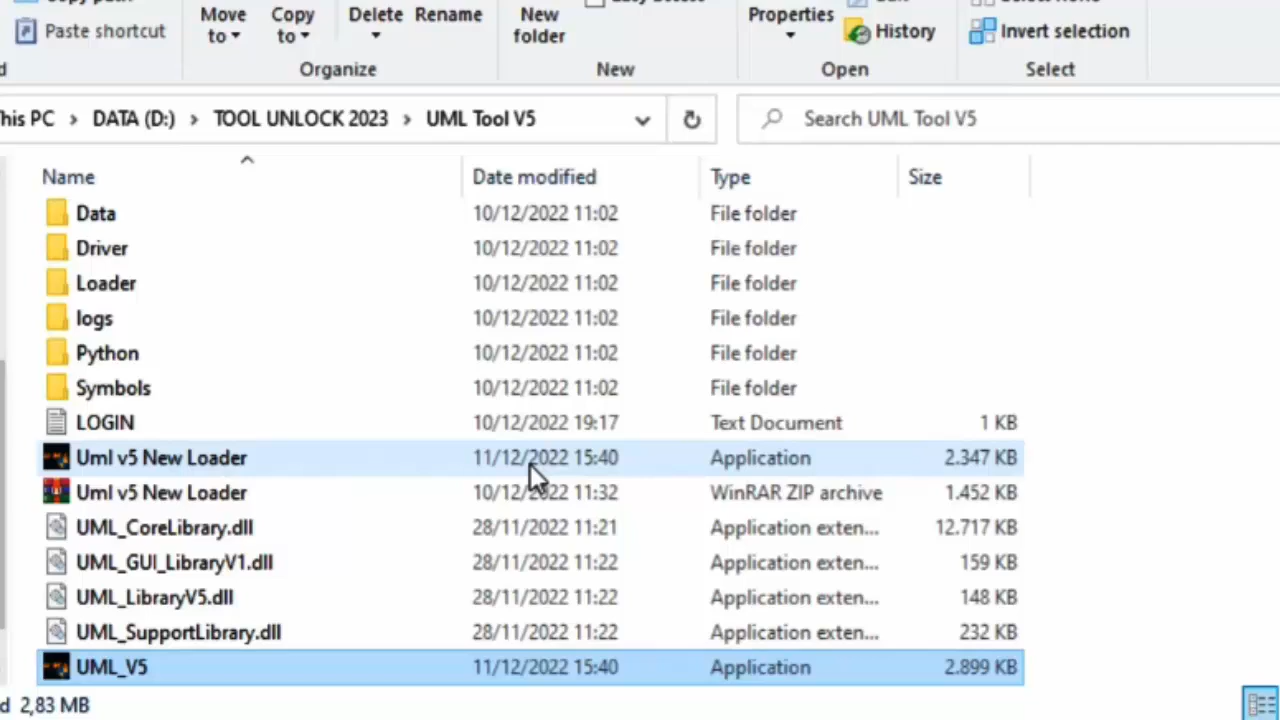 Copy path
Easy access
Edit
Select none
Paste shortcut
Move to
Copy to
Delete
Rename
New folder
Properties
History
Invert selection
d
Organize
New
Open
Select
his PC > DATA (D:) > TOOL UNLOCK 2023 > UML Tool V5
Search UML Tool V5
Name Date modified Type Size
Data 10/12/2022 11:02 File folder
Driver 10/12/2022 11:02 File folder
Loader 10/12/2022 11:02 File folder
logs 10/12/2022 11:02 File folder
Python 10/12/2022 11:02 File folder
Symbols 10/12/2022 11:02 File folder
LOGIN 10/12/2022 19:17 Text Document 1 KB
Uml v5 New Loader 11/12/2022 15:40 Application 2.347 KB
Uml v5 New Loader 10/12/2022 11:32 WinRAR ZIP archive 1.452 KB
UML_CoreLibrary.dll 28/11/2022 11:21 Application exten... 12.717 KB
UML_GUI_LibraryV1.dll 28/11/2022 11:22 Application exten... 159 KB
UML_LibraryV5.dll 28/11/2022 11:22 Application exten... 148 KB
UML_SupportLibrary.dll 28/11/2022 11:22 Application exten... 232 KB
UML_V5 11/12/2022 15:40 Application 2.899 KB
d 2,83 MB